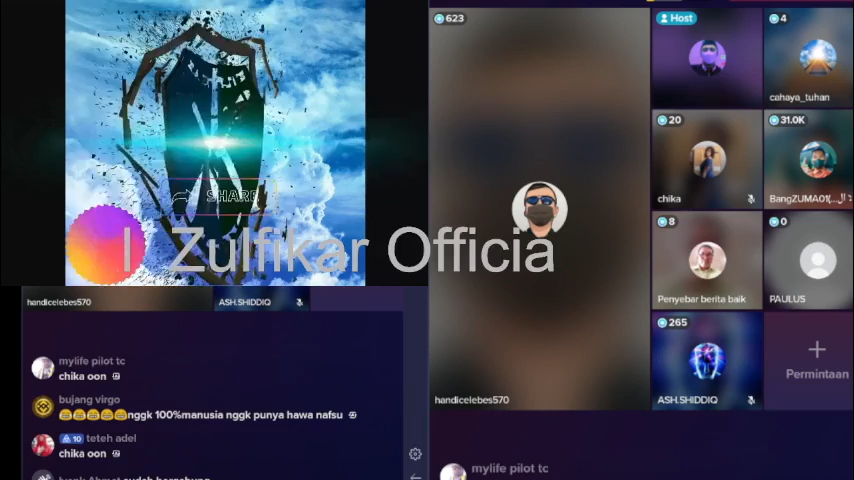 SHARE
l Zulfikar Officia
handicelebes570
ASH.SHIDDIQ
mylife pilot tc
chika oon
bujang virgo
nggk 100%manusia nggk punya hawa nafsu
10 teteh adel
chika oon
623
Host
4
cahaya_tuhan
20
31.0K
chika
BangZUMA01(
8
0
Penyebar berita baik
PAULUS
265
Permintaan
handicelebes570
ASH.SHIDDIQ
mylife pilot tc